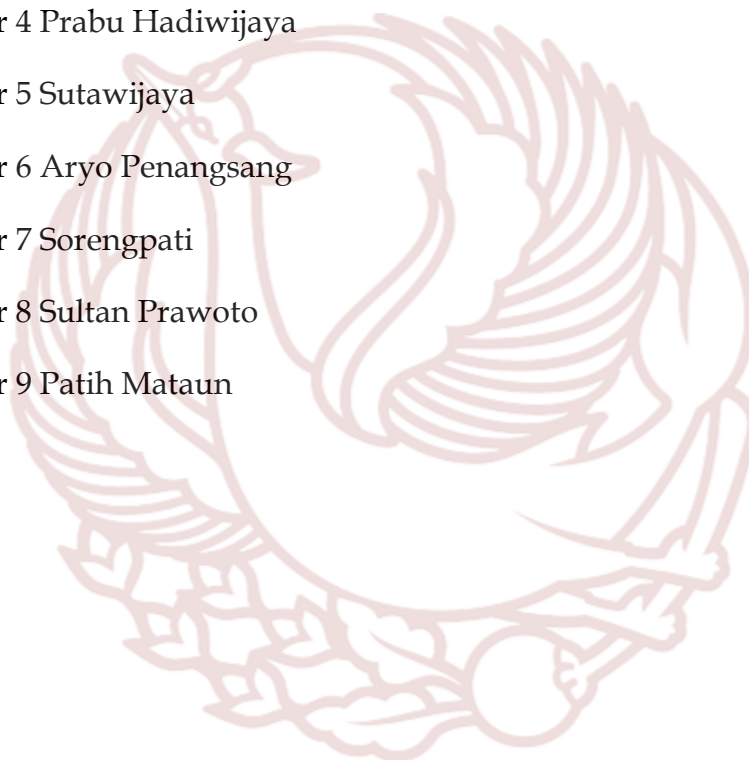 r 4 Prabu Hadiwijaya
r 5 Sutawijaya
r 6 Aryo Penangsang
r 7 Sorengpati
r 8 Sultan Prawoto
r 9 Patih Mataun